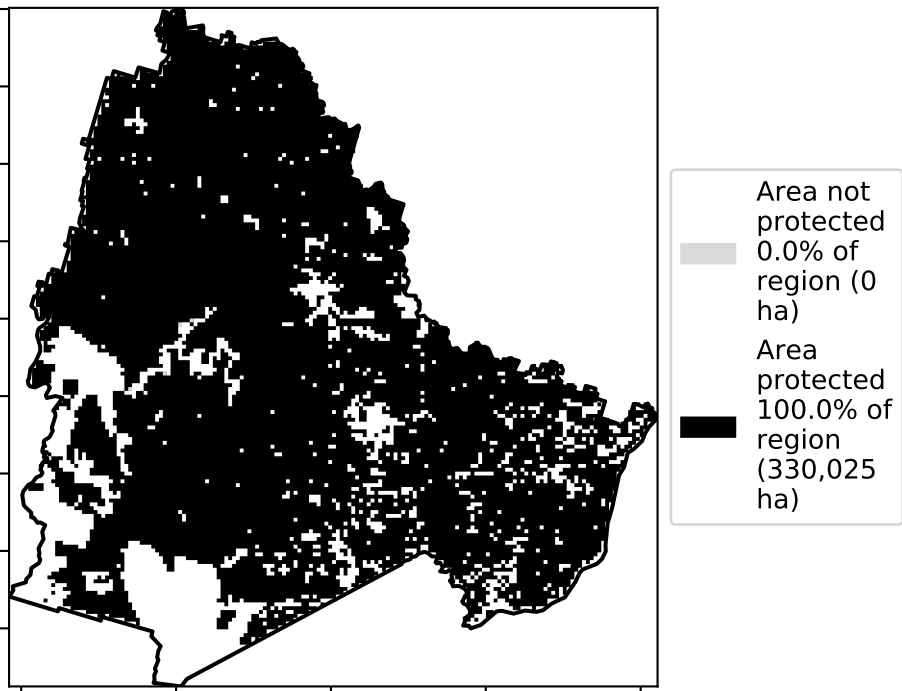 Area not
protected
0.0% of
region (0
ha)
Area
protected
100.0% of
region
(330,025
ha)